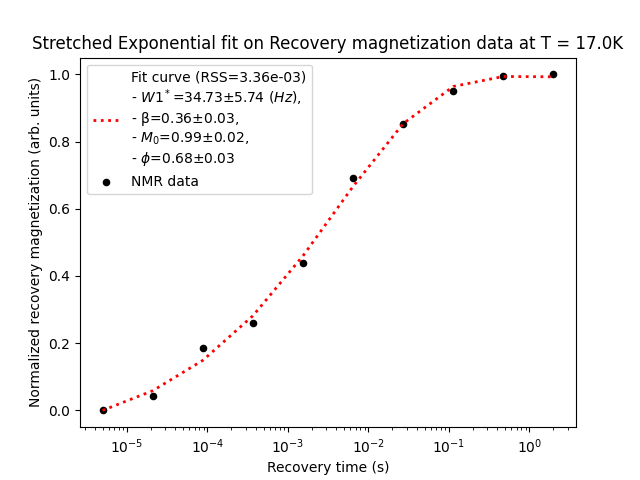 Stretched Exponential fit on Recovery magnetization data at T = 17.0K
Normalized recovery magnetization (arb. units)
1.0
0.8
0.6
0.4
0.2
0.0
Fit curve (RSS=3.36e-03)
- W1*=34.73±5.74 (Hz),
- β=0.36±0.03,
- M₀=0.99±0.02,
- ϕ=0.68±0.03
NMR data
10⁻⁵ 10⁻⁴ 10⁻³ 10⁻² 10⁻¹ 10⁰
Recovery time (s)